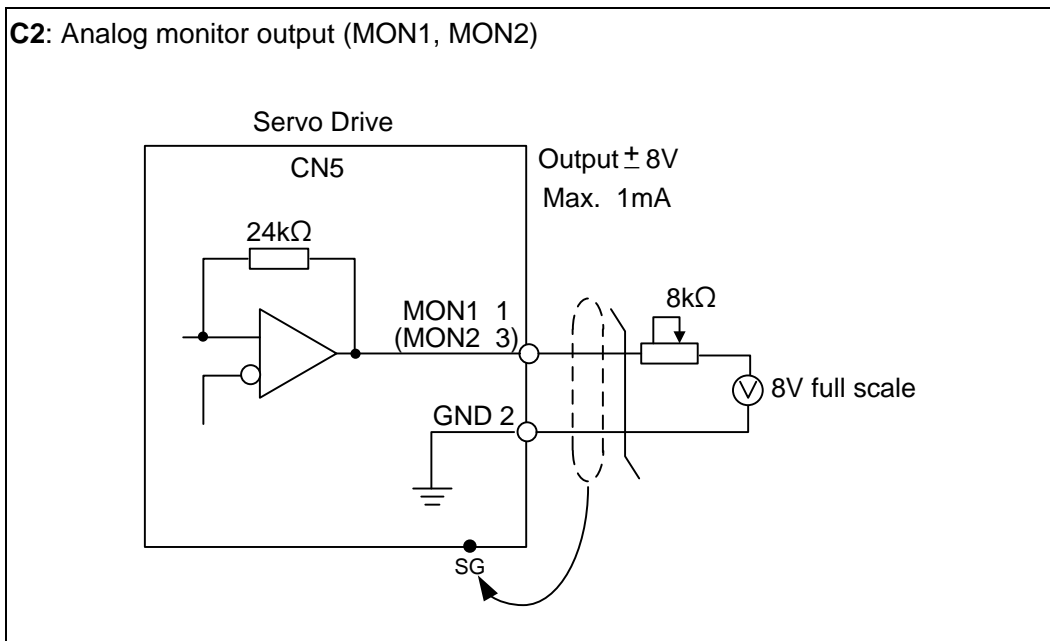 C2: Analog monitor output (MON1, MON2)
Servo Drive
CN5
Output ± 8V
Max. 1mA
24kΩ
8kΩ
MON1 1
(MON2 3)
V
8V full scale
GND 2
SG